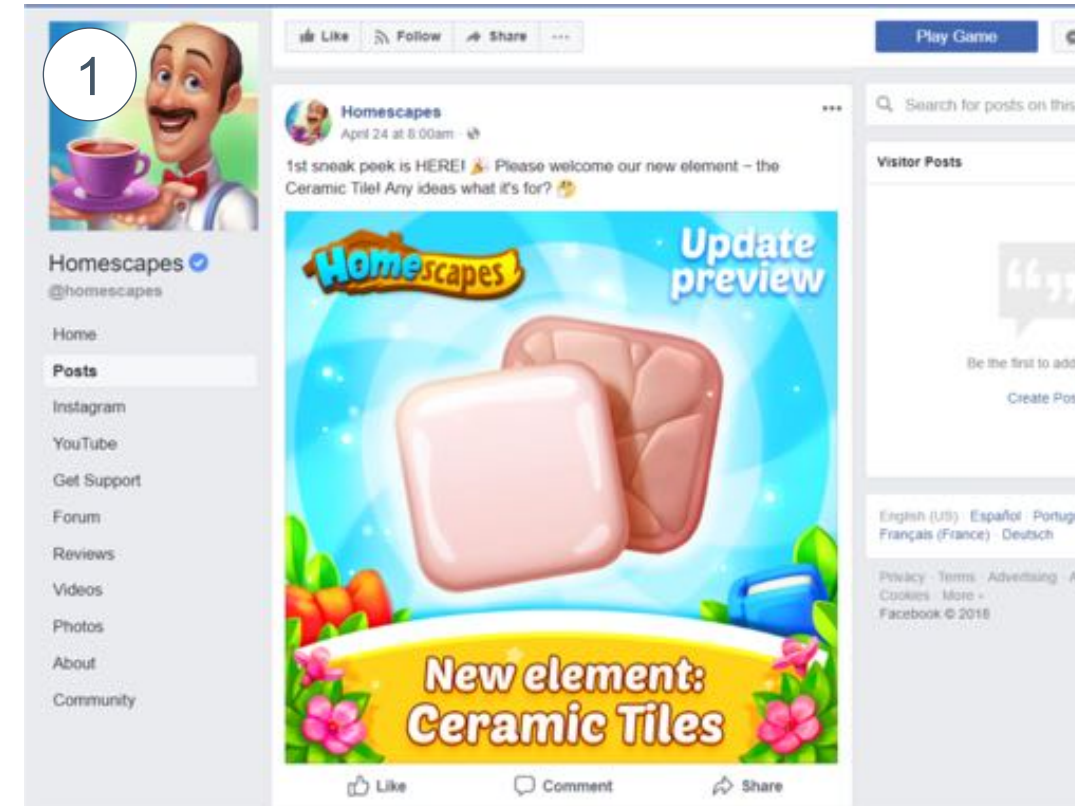 1
Like Follow Share ...
Play Game
Homescapes
April 24 at 8:00am
1st sneak peek is HERE! 🎉 Please welcome our new element – the
Ceramic Tile! Any ideas what it's for? 🤔
Homescapes
Update
preview
New element:
Ceramic Tiles
Like Comment Share
Homescapes
@homescapes
Home
Posts
Instagram
YouTube
Get Support
Forum
Reviews
Videos
Photos
About
Community
Search for posts on this
Visitor Posts
Be the first to add
Create
English (US) · Español
Français (France) · Deutsch
Privacy · Terms · Advertising
Cookies · More
Facebook © 2018